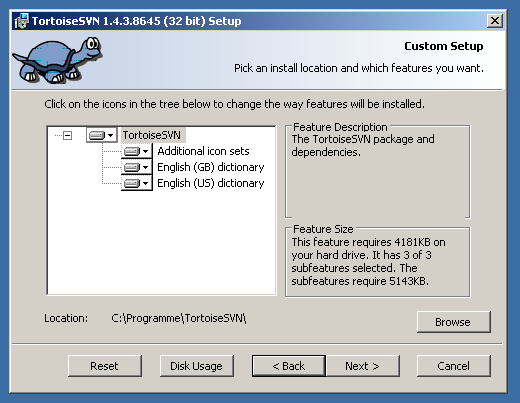 TortoiseSVN 1.4.3.8645 (32 bit) Setup
Custom Setup
Pick an install location and which features you want.
Click on the icons in the tree below to change the way features will be installed.
TortoiseSVN
Additional icon sets
English (GB) dictionary
English (US) dictionary
Feature Description
The TortoiseSVN package and
dependencies.
Feature Size
This feature requires 4181KB on
your hard drive. It has 3 of 3
subfeatures selected. The
subfeatures require 5143KB.
Location: C:\Programme\TortoiseSVN\
Browse
Reset Disk Usage < Back Next > Cancel